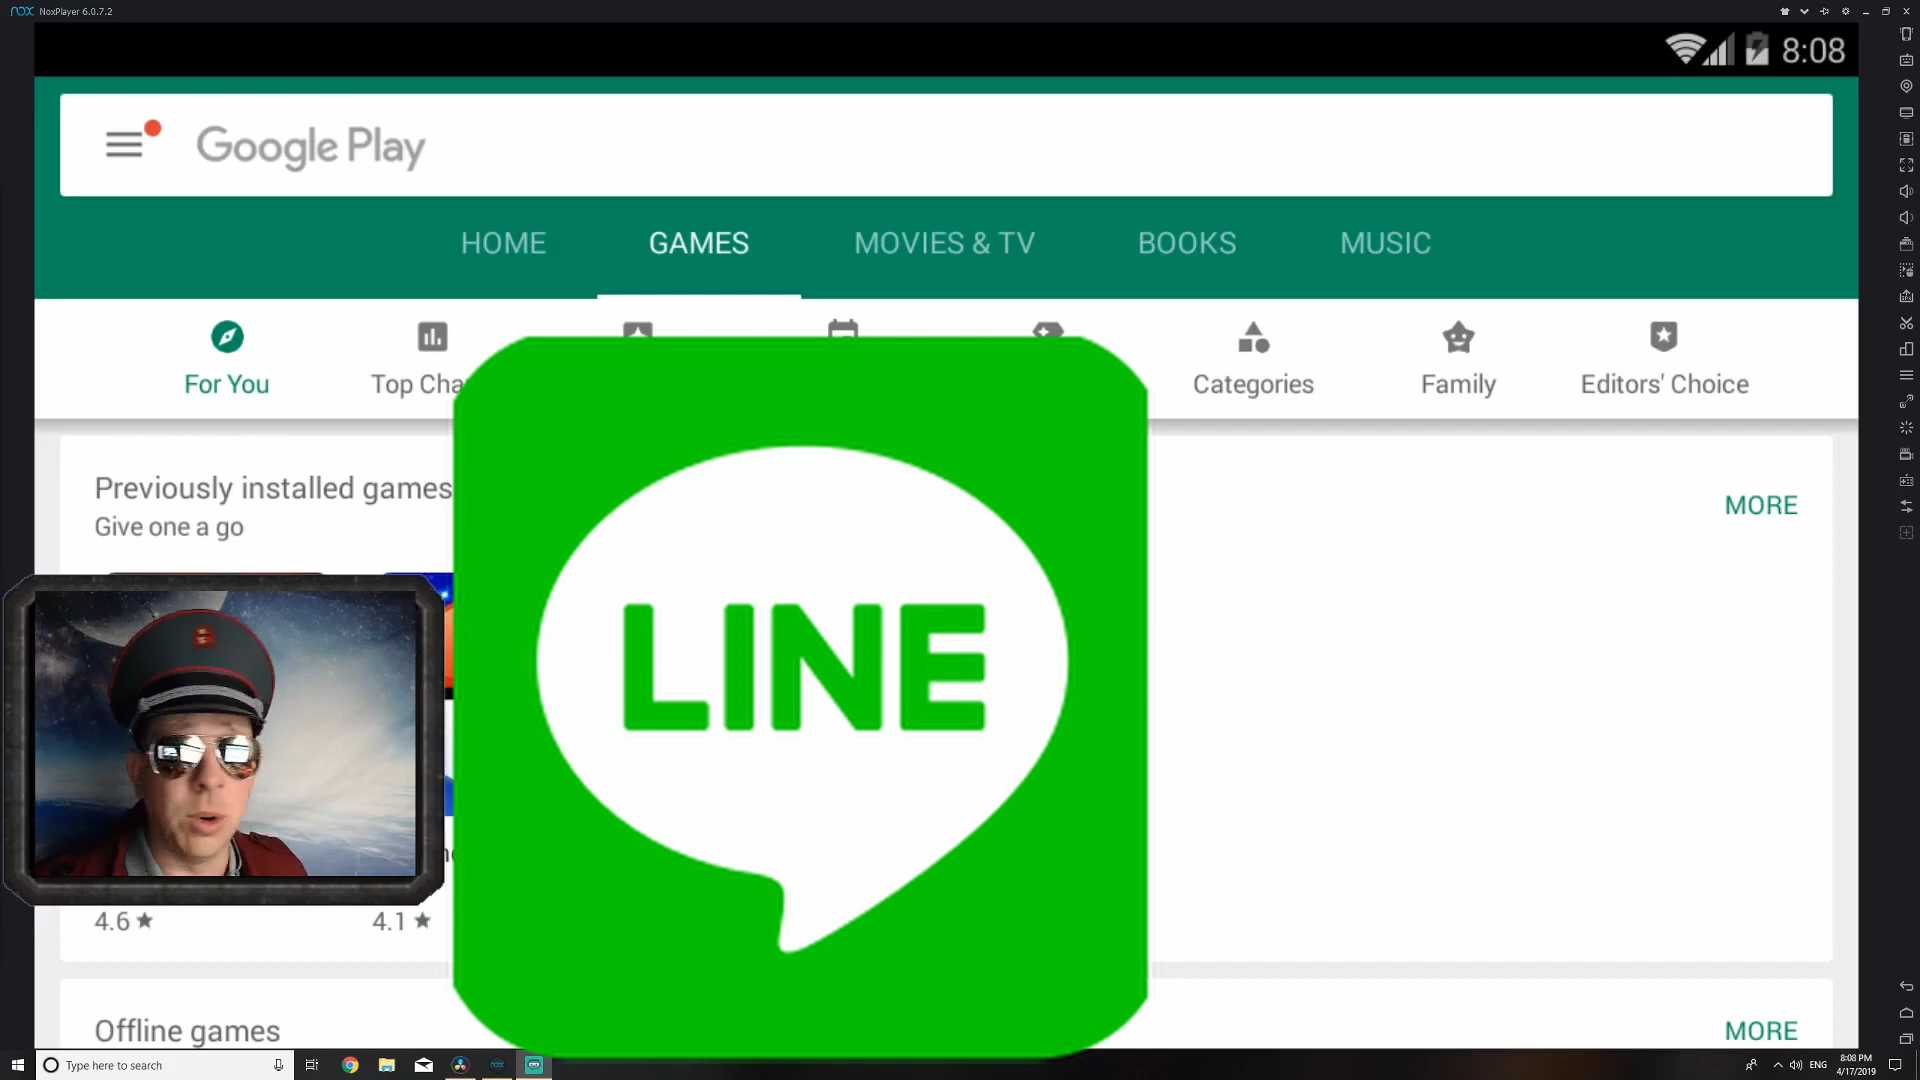 nox NoxPlayer 6.0.7.2
8:08
Google Play
HOME GAMES MOVIES & TV BOOKS MUSIC
For You Top Cha Categories Family Editors' Choice
Previously installed games
Give one a go
MORE
LINE
4.6 4.1
Offline games
MORE
Type here to search
nox
ENG
8:08 PM
4/17/2019